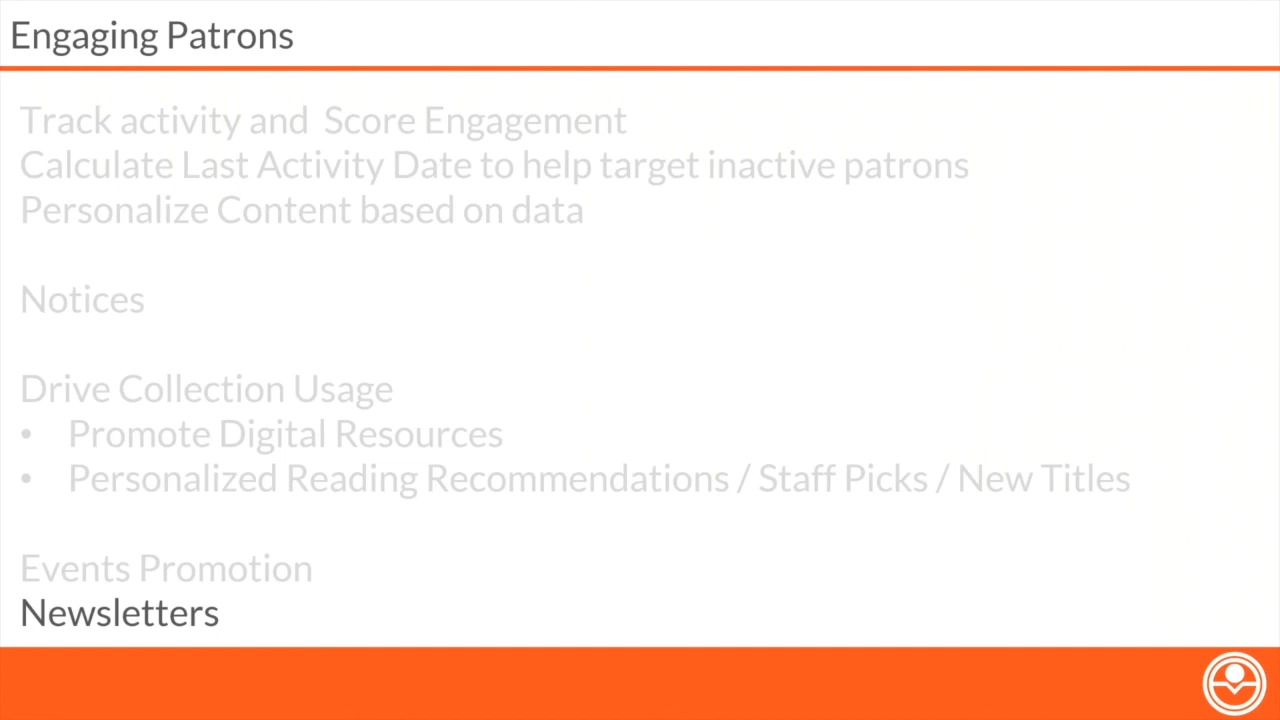 Engaging Patrons
Track activity and  Score Engagement
Calculate Last Activity Date to help target inactive patrons
Personalize Content based on data
Notices
Drive Collection Usage
• Promote Digital Resources
• Personalized Reading Recommendations / Staff Picks / New Titles
Events Promotion
Newsletters